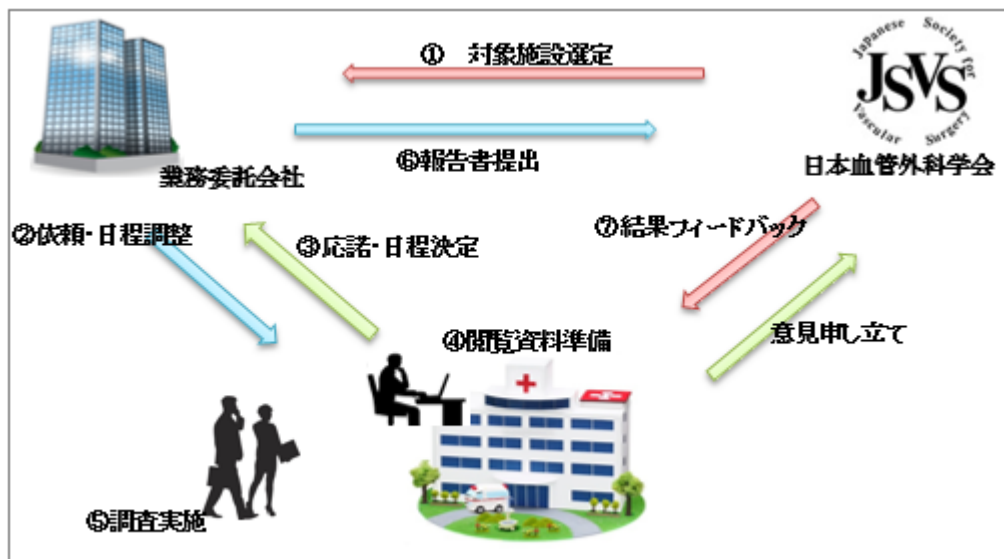 ① 対象施設選定
Japanese Society for
JSVS
Vascular Surgery
⑥報告者提出
業務委託会社
日本血管外科学会
②依頼・日程調整
③応諾・日程決定
⑦結果フィードバック
④閲覧資料準備
意見申し立て
⑤調査実施